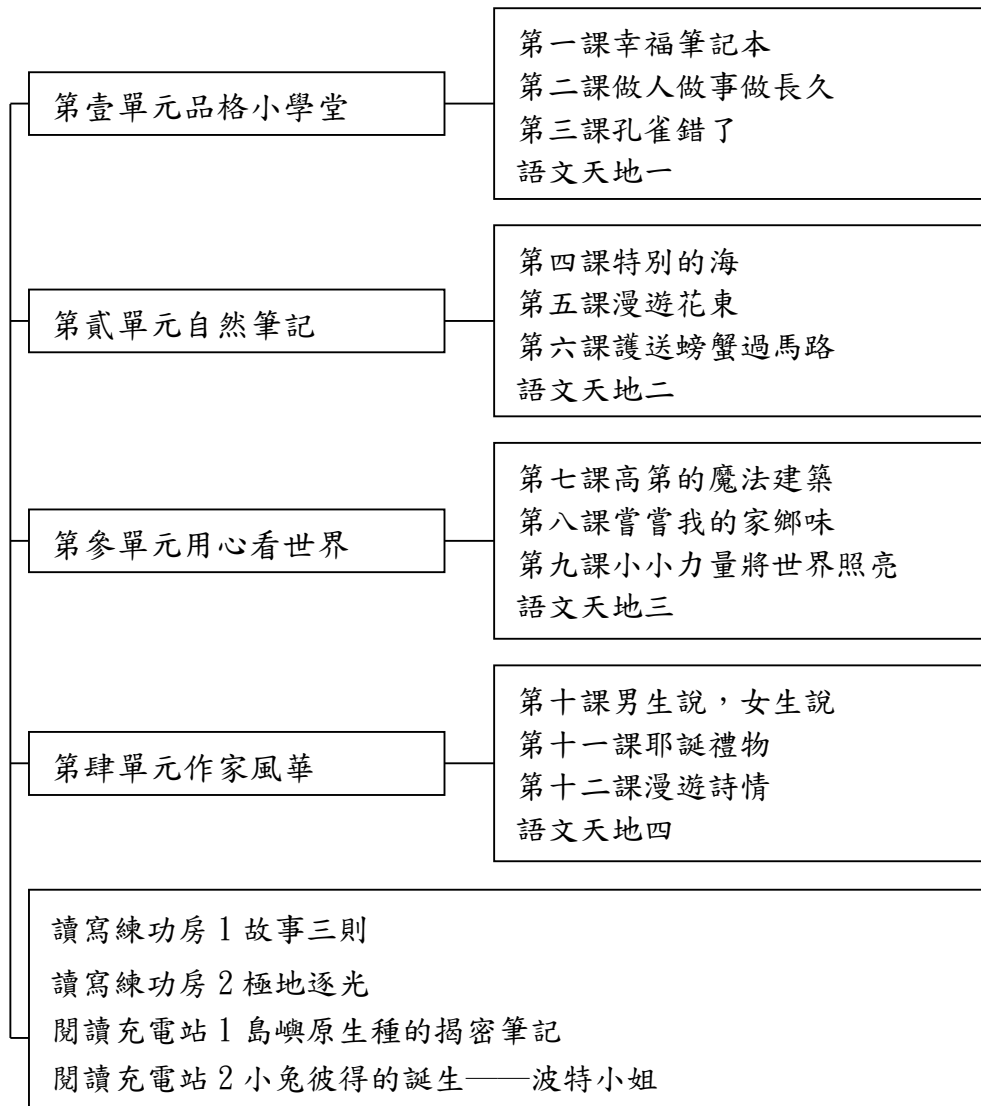 第壹單元品格小學堂
第一課幸福筆記本
第二課做人做事做長久
第三課孔雀錯了
語文天地一
第貳單元自然筆記
第四課特別的海
第五課漫遊花東
第六課護送螃蟹過馬路
語文天地二
第參單元用心看世界
第七課高第的魔法建築
第八課嘗嘗我的家鄉味
第九課小小力量將世界照亮
語文天地三
第肆單元作家風華
第十課男生說，女生說
第十一課耶誕禮物
第十二課漫遊詩情
語文天地四
讀寫練功房 1 故事三則
讀寫練功房 2 極地逐光
閱讀充電站 1 島嶼原生種的揭密筆記
閱讀充電站 2 小兔彼得的誕生──波特小姐